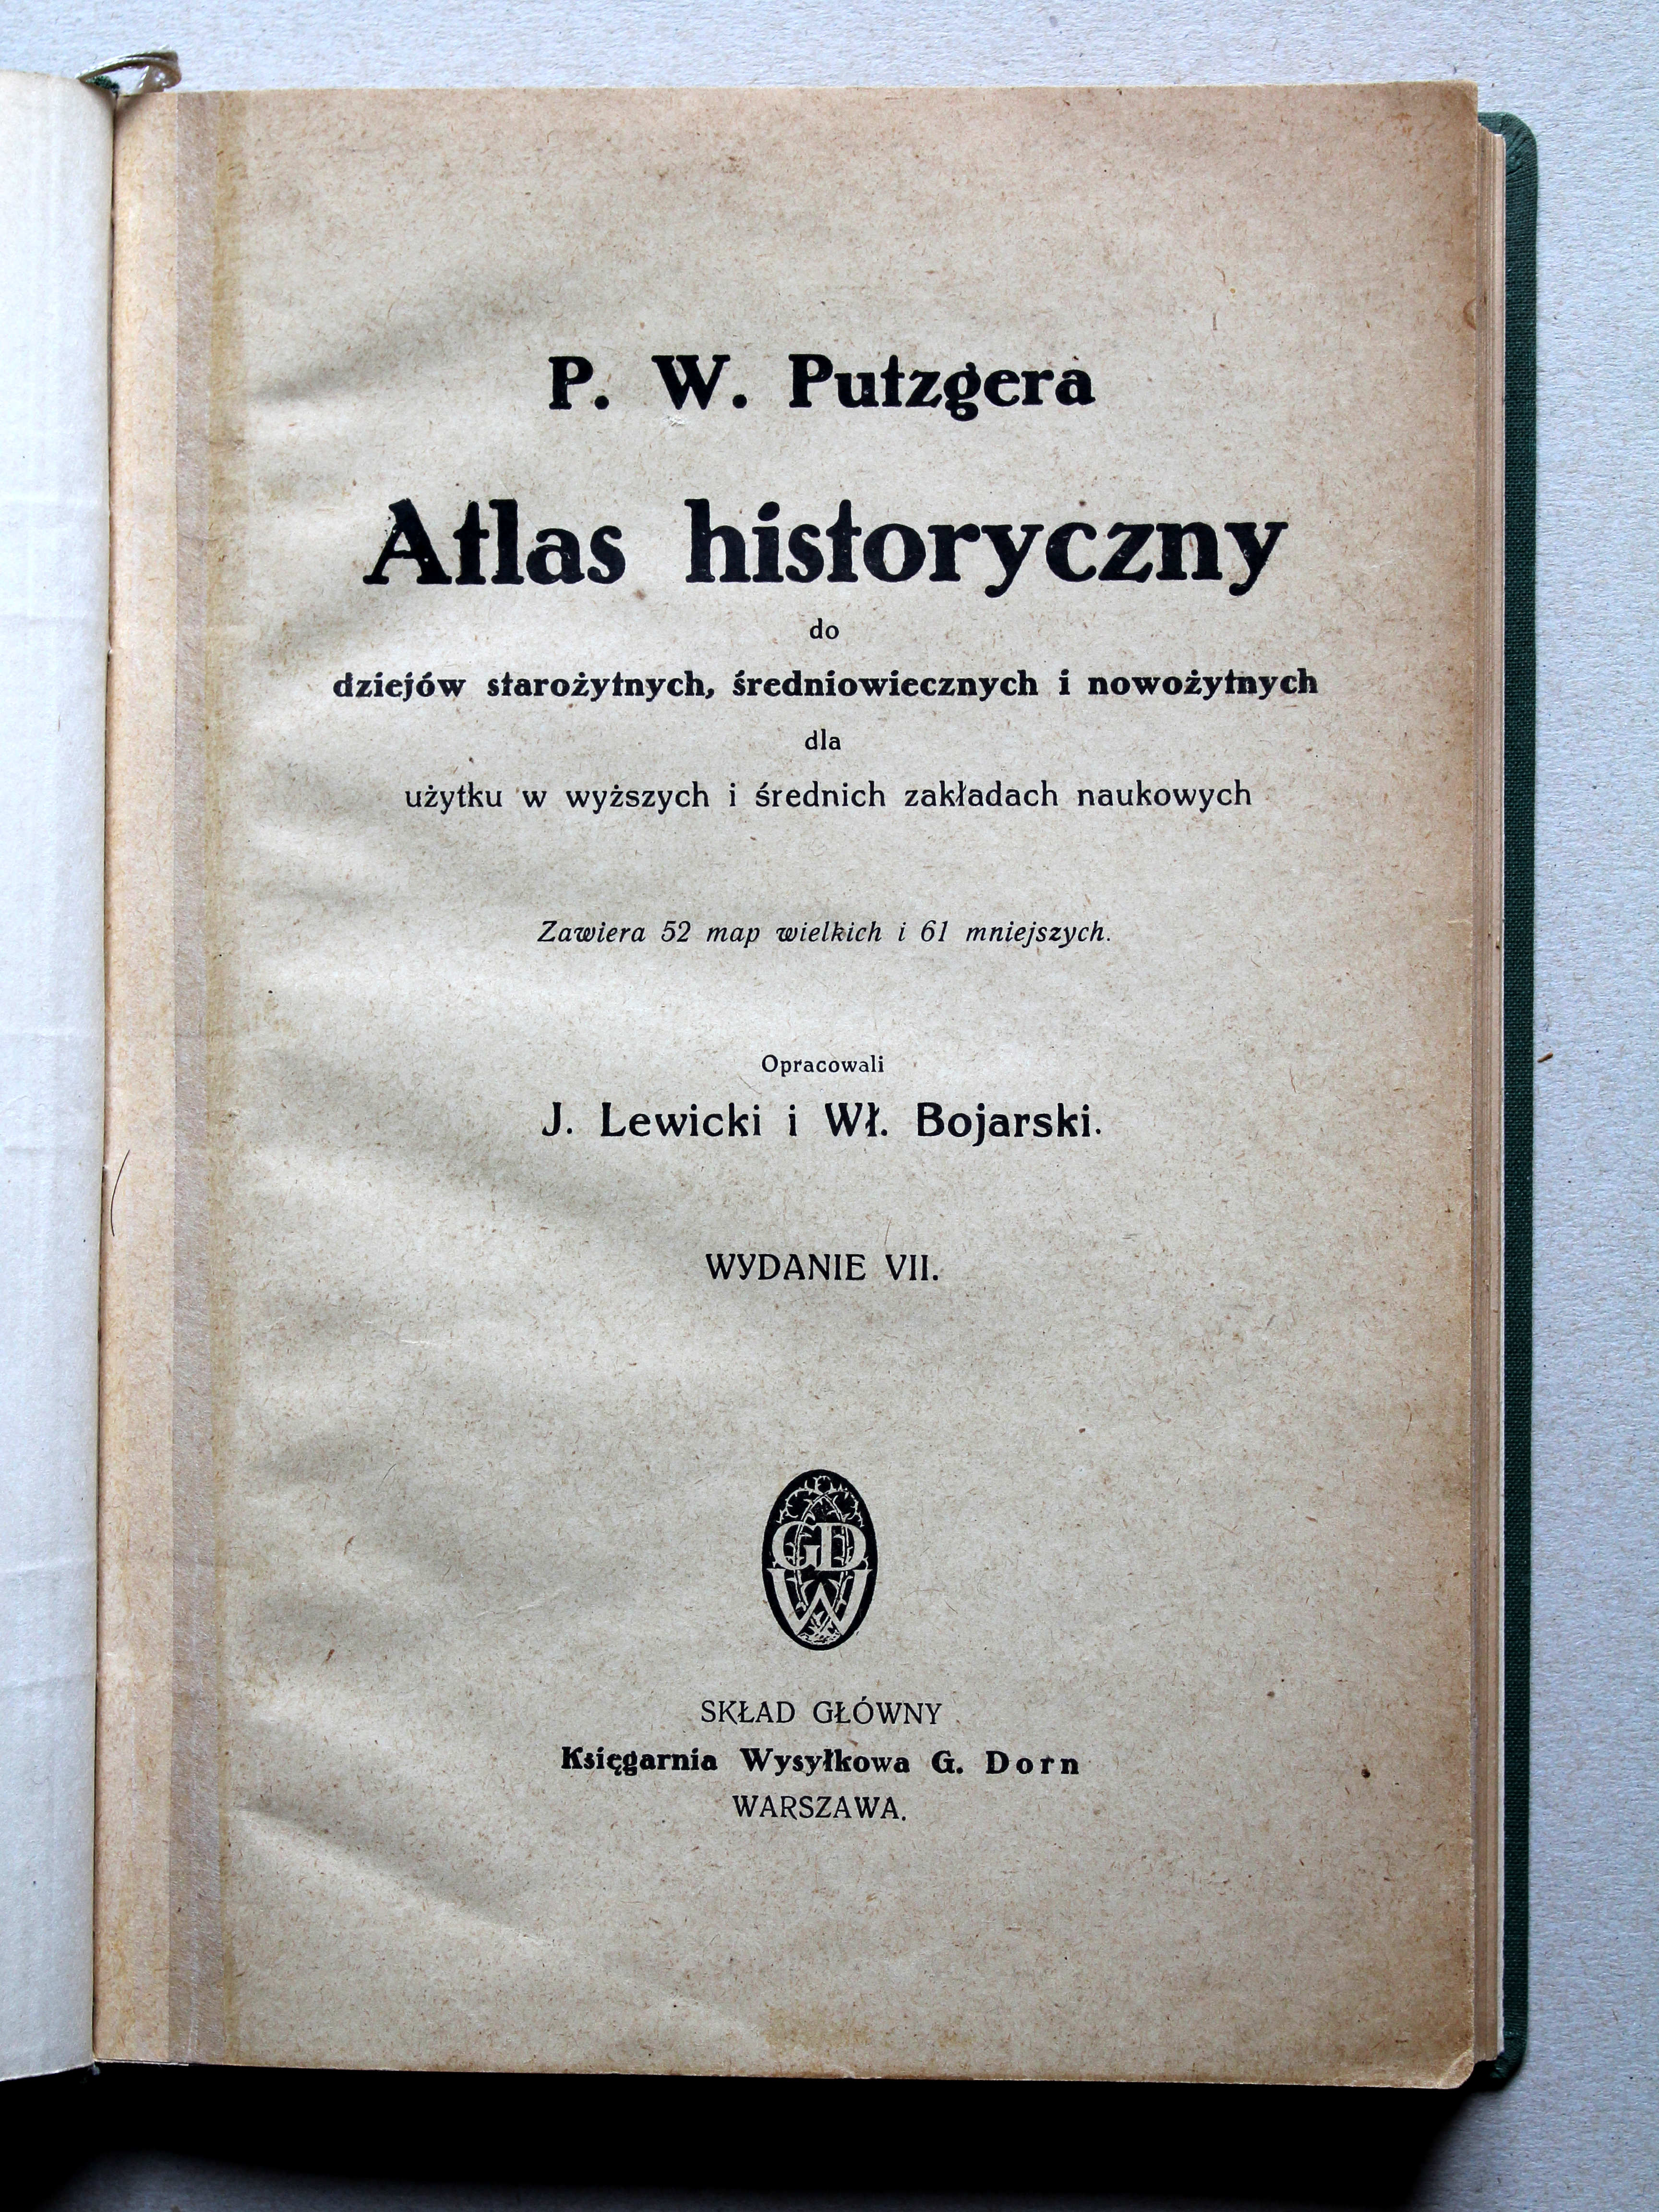 P. W. Putzgera
Atlas historyczny
do
dziejów starożytnych, średniowiecznych i nowożytnych
dla
użytku w wyższych i średnich zakładach naukowych
Zawiera 52 map wielkich i 61 mniejszych.
Opracowali
J. Lewicki i Wł. Bojarski.
WYDANIE VII.
GD
W
SKŁAD GŁÓWNY
Księgarnia Wysyłkowa G. Dorn
WARSZAWA.